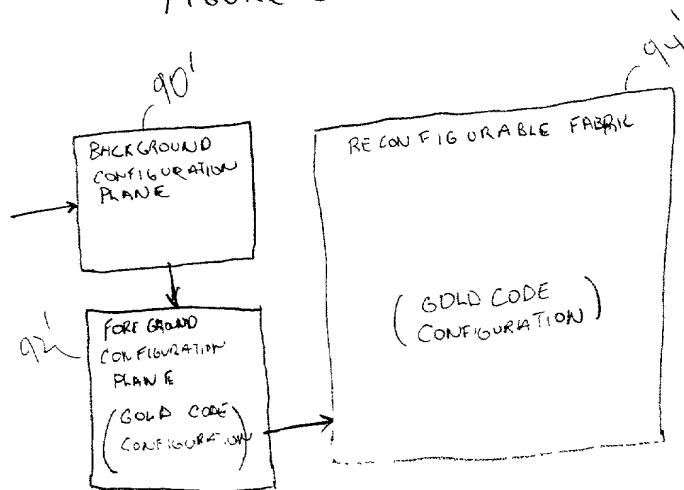 FIGURE
90'
94'
BACKGROUND
CONFIGURATION
PLANE
RECONFIGURABLE FABRIC
92'
FOREGROUND
CONFIGURATION
PLANE
(GOLD CODE
CONFIGURATION)
(GOLD CODE
CONFIGURATION)